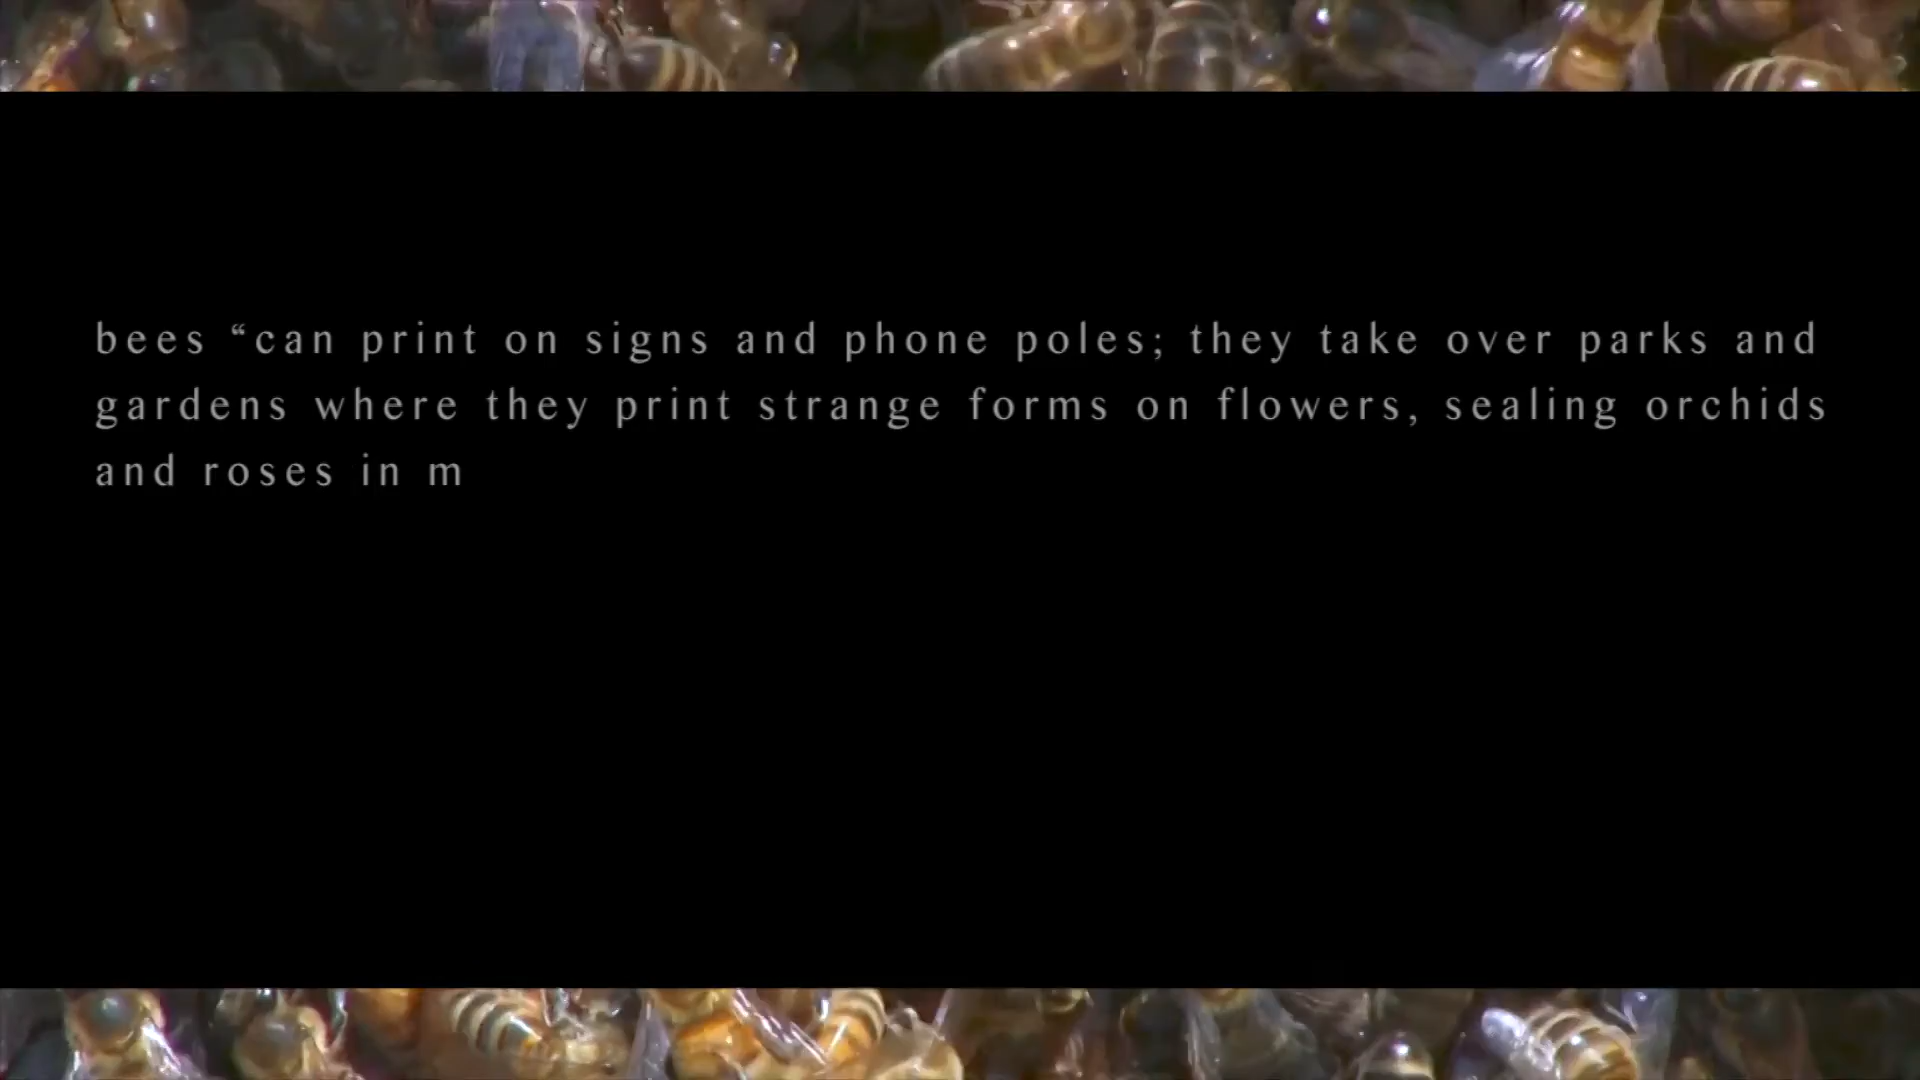 bees “can print on signs and phone poles; they take over parks and
gardens where they print strange forms on flowers, sealing orchids
and roses in m